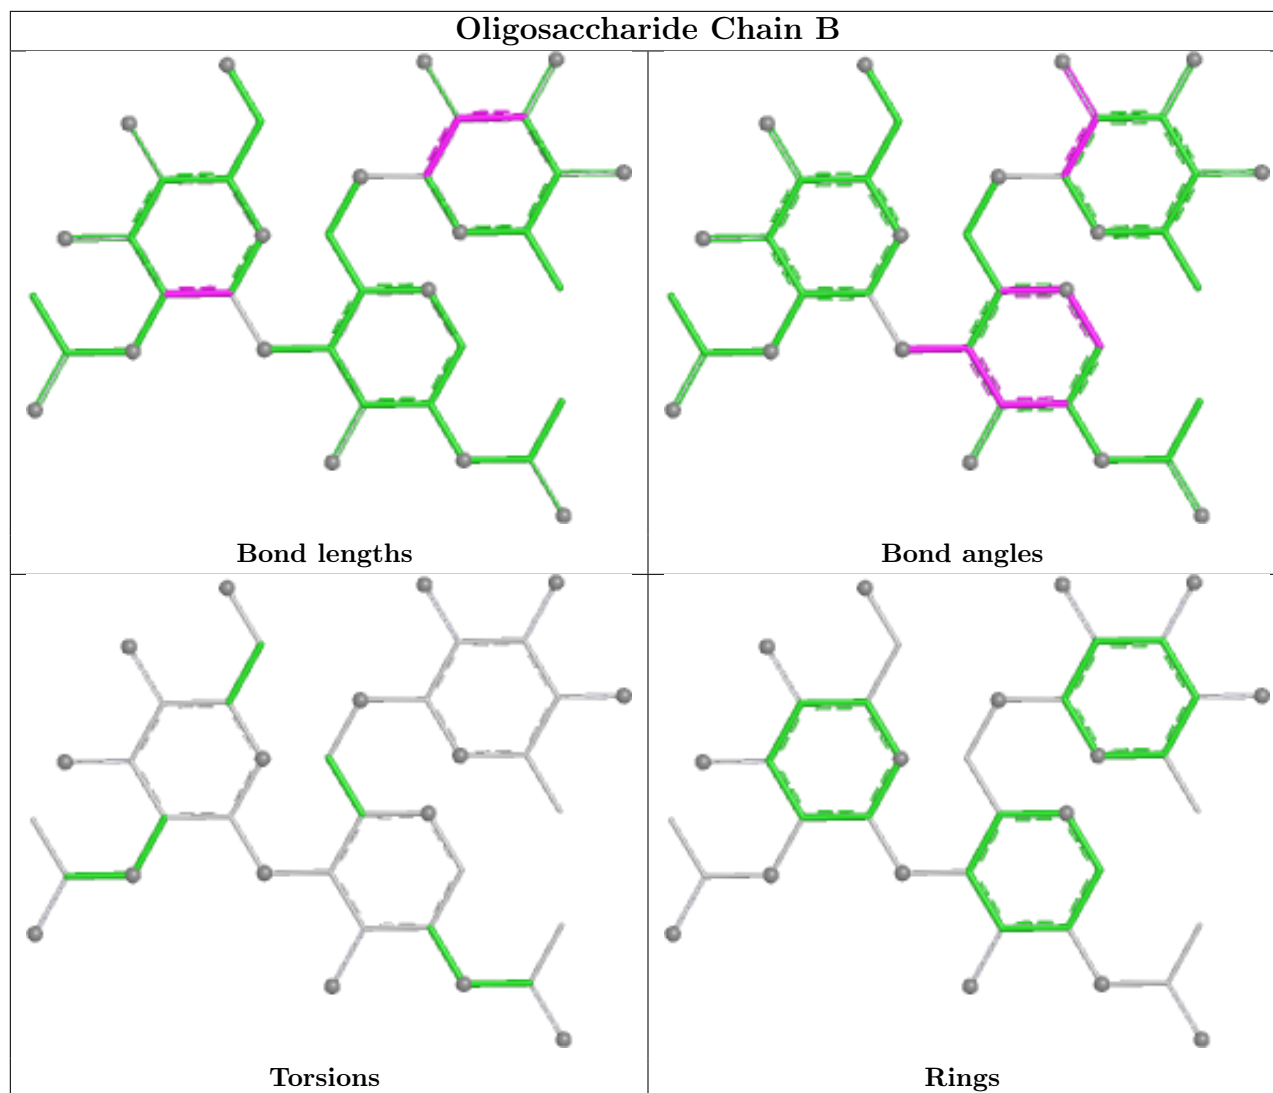 Oligosaccharide Chain B
Bond lengths
Bond angles
Torsions
Rings